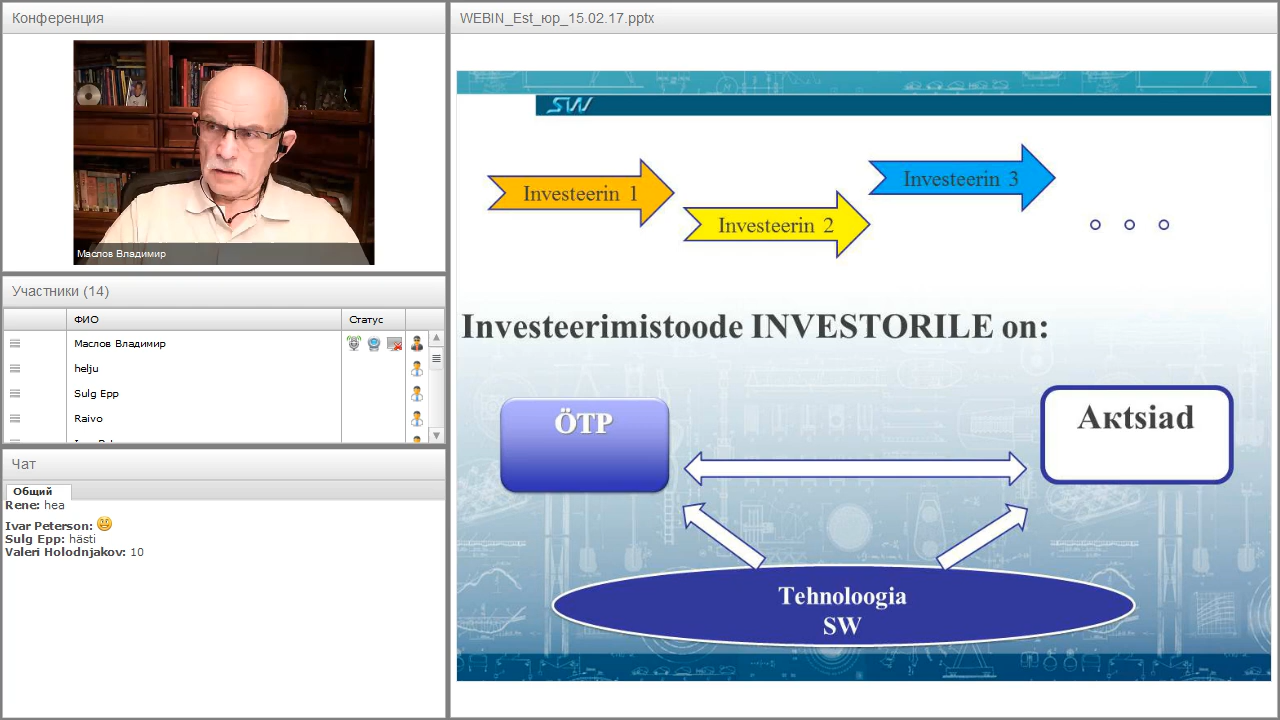 Конференция
Маслов Владимир
Участники (14)
ФИО
Статус
Маслов Владимир
helju
Sulg Epp
Raivo
Чат
Общий
Rene: hea
Ivar Peterson:
Sulg Epp: hästi
Valeri Holodnjakov: 10
WEBIN_Est_юр_15.02.17.pptx
SW
Investeerin 1
Investeerin 2
Investeerin 3
Investeerimistoode INVESTORILE on:
ÖTP
Aкtsiad
Tehnoloogia
SW